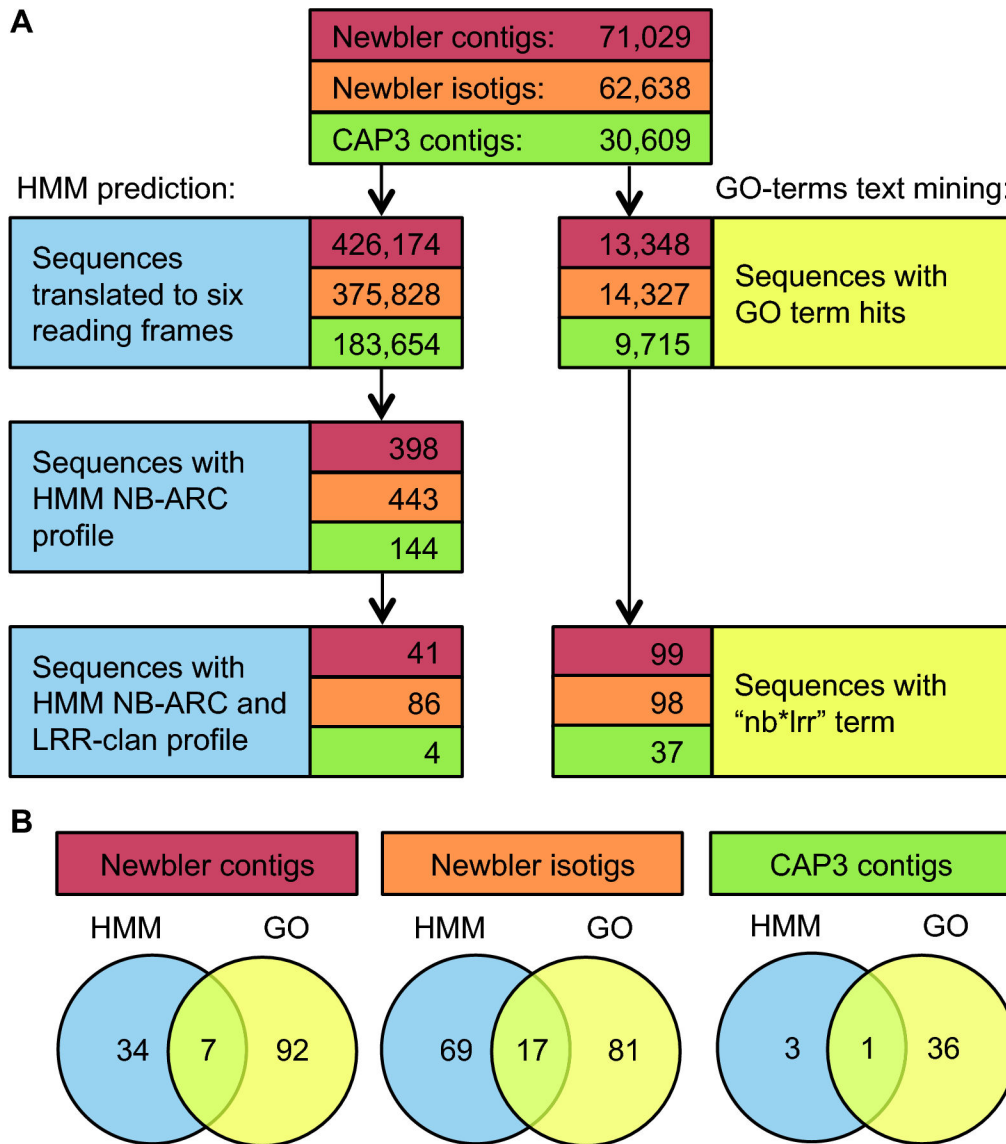 A
Newbler contigs: 71,029
Newbler isotigs: 62,638
CAP3 contigs: 30,609
HMM prediction:
GO-terms text mining:
Sequences
translated to six
reading frames
426,174
375,828
183,654
13,348
14,327
9,715
Sequences with
GO term hits
Sequences with
HMM NB-ARC
profile
398
443
144
Sequences with
HMM NB-ARC and
LRR-clan profile
41
86
4
99
98
37
Sequences with
“nb*lrr” term
B
Newbler contigs
Newbler isotigs
CAP3 contigs
HMM GO
HMM GO
HMM GO
34 7 92
69 17 81
3 1 36